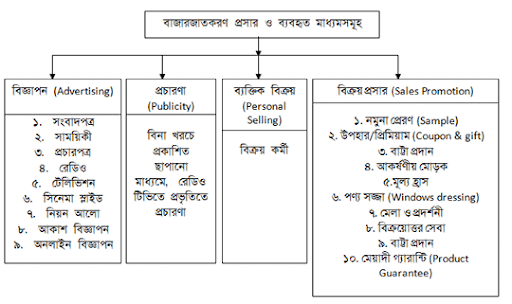 বাজারজাতকরণ প্রসার ও ব্যবহৃত মাধ্যমসমূহ
বিজ্ঞাপন (Advertising)
১. সংবাদপত্র
২. সাময়িকী
৩. প্রচারপত্র
৪. রেডিও
৫. টেলিভিশন
৬. সিনেমা স্লাইড
৭. নিয়ন আলো
৮. আকাশ বিজ্ঞাপন
৯. অনলাইন বিজ্ঞাপন
প্রচারণা
(Publicity)
বিনা খরচে
প্রকাশিত
ছাপানো
মাধ্যমে, রেডিও
টিভিতে প্রভৃতিতে
প্রচারণা
ব্যক্তিক বিক্রয়
(Personal
Selling)
বিক্রয় কর্মী
বিক্রয় প্রসার (Sales Promotion)
১. নমুনা প্রেরণ (Sample)
২. উপহার/প্রিমিয়াম (Coupon & gift)
৩. বাট্টা প্রদান
৪. আকর্ষণীয় মোড়ক
৫.মূল্য হ্রাস
৬. পণ্য সজ্জা (Windows dressing)
৭. মেলা ও প্রদর্শনী
৮. বিক্রয়োত্তর সেবা
৯. বাট্টা প্রদান
১০. মেয়াদী গ্যারান্টি (Product
Guarantee)